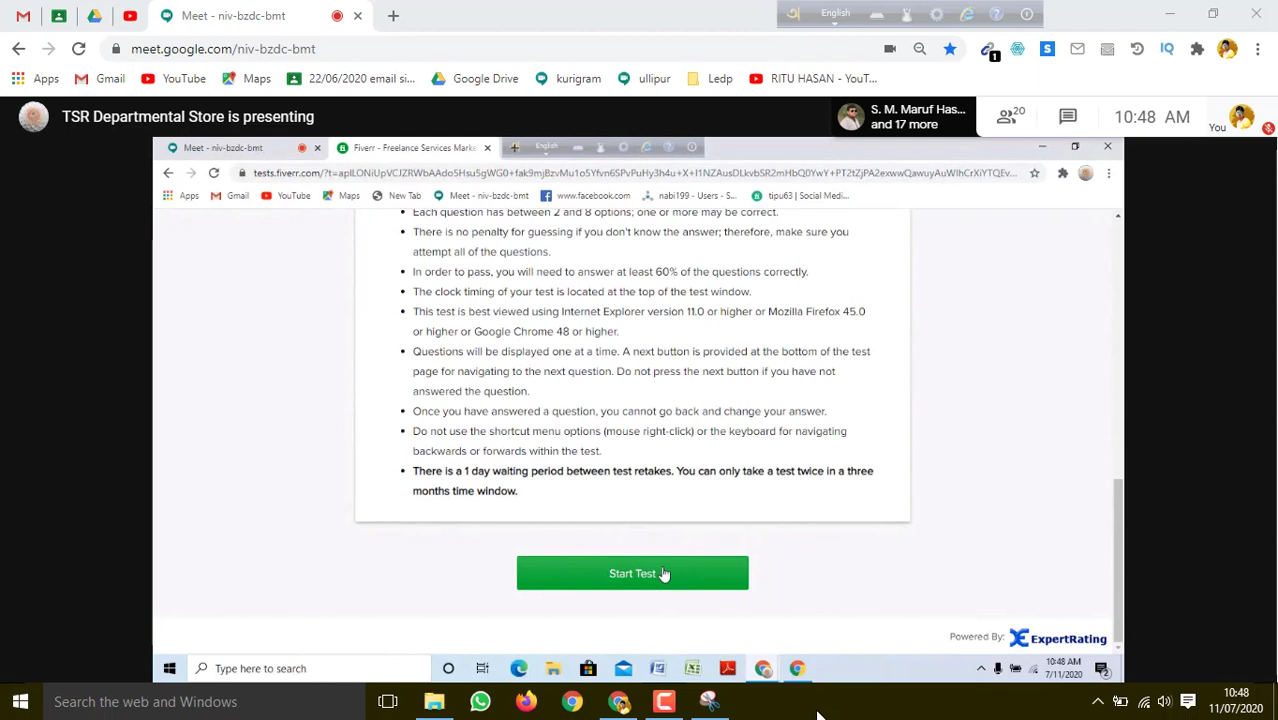 Meet - niv-bzdc-bmt
English
meet.google.com/niv-bzdc-bmt
1
Apps Gmail YouTube Maps 22/06/2020 email si... Google Drive kurigram ullipur Ledp RITU HASAN - YouT...
TSR Departmental Store is presenting
S. M. Maruf Has...
and 17 more
20
10:48 AM
You
Meet - niv-bzdc-bmt Fiverr - Freelance Services Marke English
Apps Gmail YouTube Maps New Tab Meet - niv-bzdc-bmt www.facebook.com nabi199 - Users - S... tipu63 | Social Medi...
Each question has between 2 and 8 options; one or more may be correct.
There is no penalty for guessing if you don't know the answer; therefore, make sure you
attempt all of the questions.
In order to pass, you will need to answer at least 60% of the questions correctly.
The clock timing of your test is located at the top of the test window.
This test is best viewed using Internet Explorer version 11.0 or higher or Mozilla Firefox 45.0
or higher or Google Chrome 48 or higher.
Questions will be displayed one at a time. A next button is provided at the bottom of the test
page for navigating to the next question. Do not press the next button if you have not
answered the question.
Once you have answered a question, you cannot go back and change your answer.
Do not use the shortcut menu options (mouse right-click) or the keyboard for navigating
backwards or forwards within the test.
There is a 1 day waiting period between test retakes. You can only take a test twice in a three
months time window.
Start Test
Powered By: ExpertRating
Type here to search
10:48 AM
7/11/2020
2
Search the web and Windows
10:48
11/07/2020